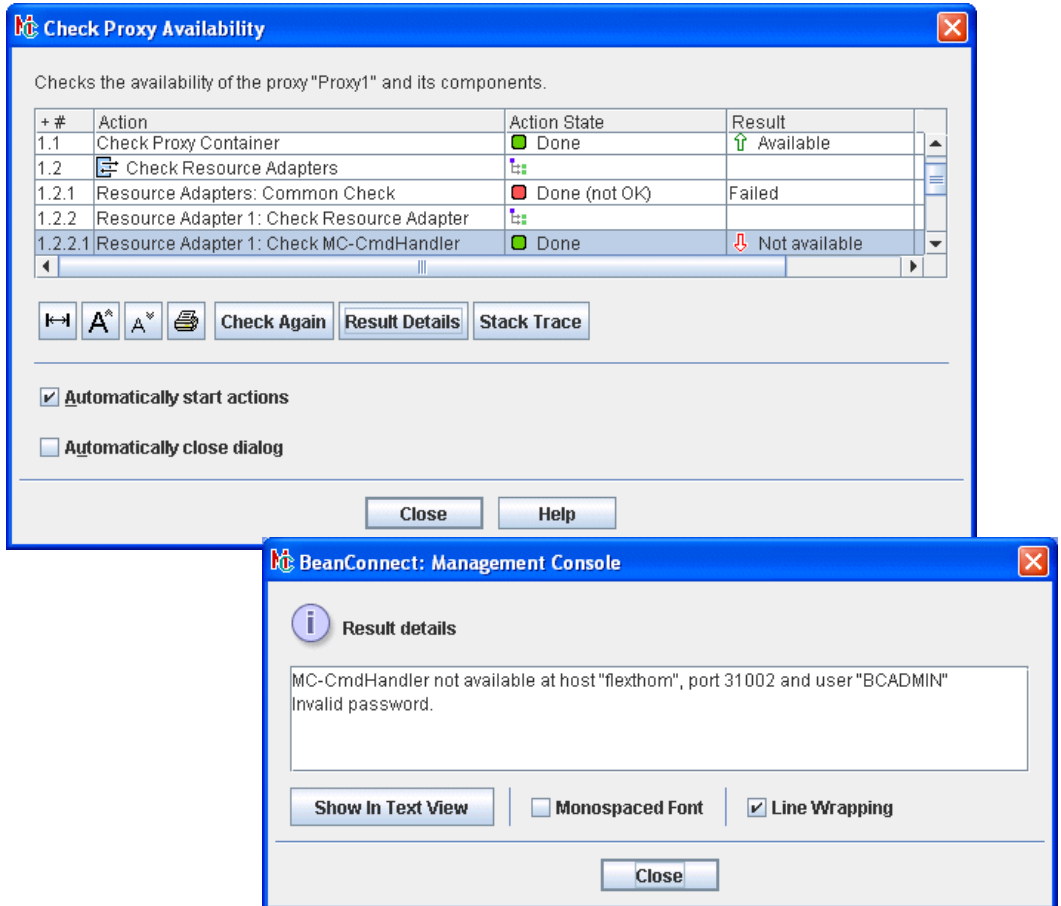 Check Proxy Availability
Checks the availability of the proxy "Proxy1" and its components.
+ # Action Action State Result
1.1 Check Proxy Container Done Available
1.2 Check Resource Adapters
1.2.1 Resource Adapters: Common Check Done (not OK) Failed
1.2.2 Resource Adapter 1: Check Resource Adapter
1.2.2.1 Resource Adapter 1: Check MC-CmdHandler Done Not available
A A Check Again Result Details Stack Trace
Automatically start actions
Automatically close dialog
Close Help
BeanConnect: Management Console
i Result details
MC-CmdHandler not available at host "flexthom", port 31002 and user "BCADMIN"
Invalid password.
Show In Text View Monospaced Font Line Wrapping
Close